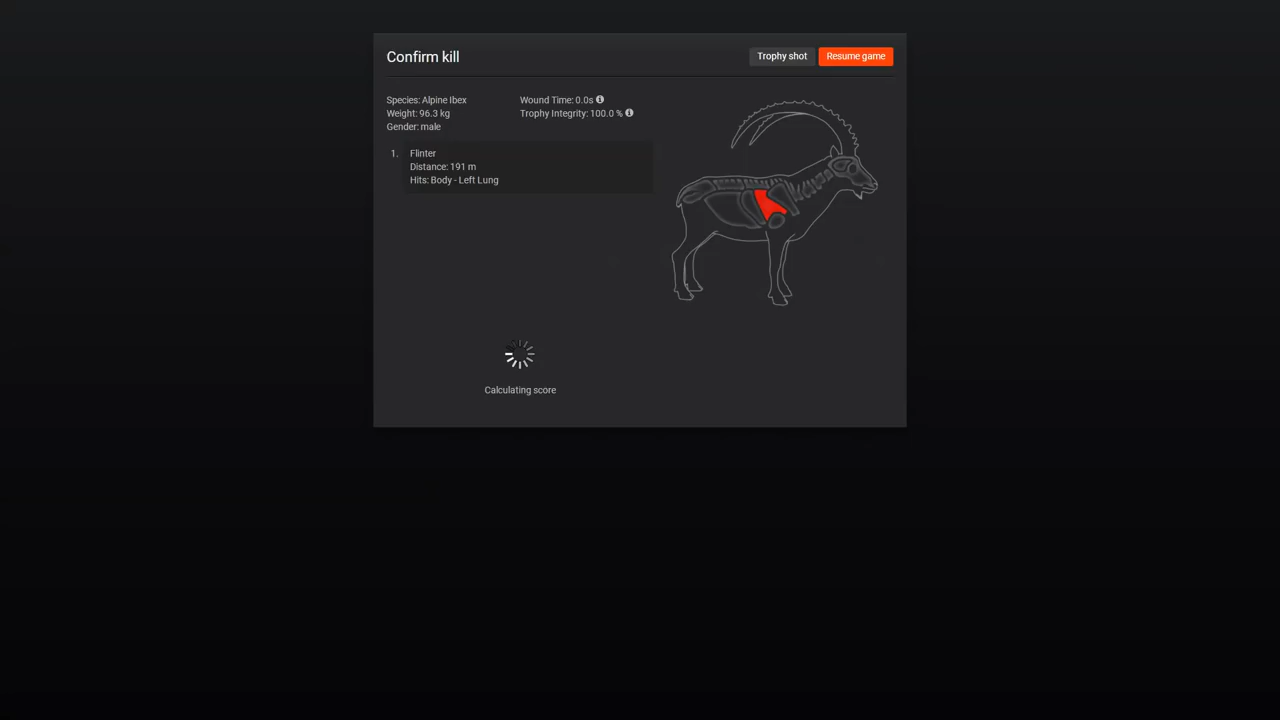 Confirm kill
Trophy shot
Resume game
Species: Alpine Ibex
Weight: 96.3 kg
Gender: male
Wound Time: 0.0s
Trophy Integrity: 100.0 %
1. Flinter
Distance: 191 m
Hits: Body - Left Lung
Calculating score